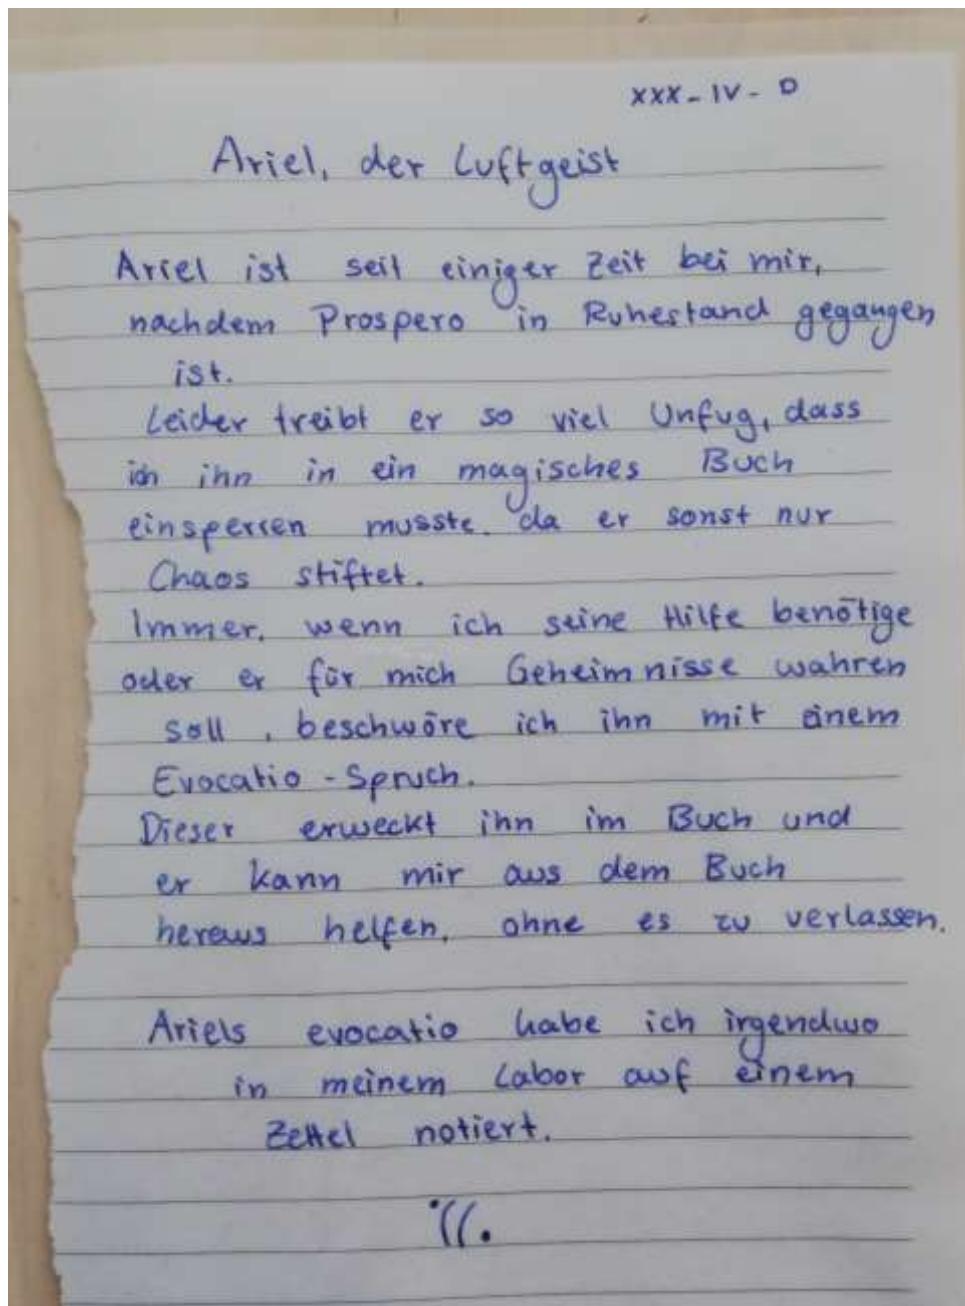 XXX-IV-D
Ariel, der Luftgeist
Ariel ist seit einiger Zeit bei mir,
nachdem Prospero in Ruhestand gegangen
ist.
Leider treibt er so viel Unfug, dass
ich ihn in ein magisches Buch
einsperren musste, da er sonst nur
Chaos stiftet.
Immer, wenn ich seine Hilfe benötige
oder er für mich Geheimnisse wahren
soll, beschwöre ich ihn mit einem
Evocatio-Spruch.
Dieser erweckt ihn im Buch und
er kann mir aus dem Buch
heraus helfen, ohne es zu verlassen.
Ariels evocatio habe ich irgendwo
in meinem Labor auf einem
Zettel notiert.